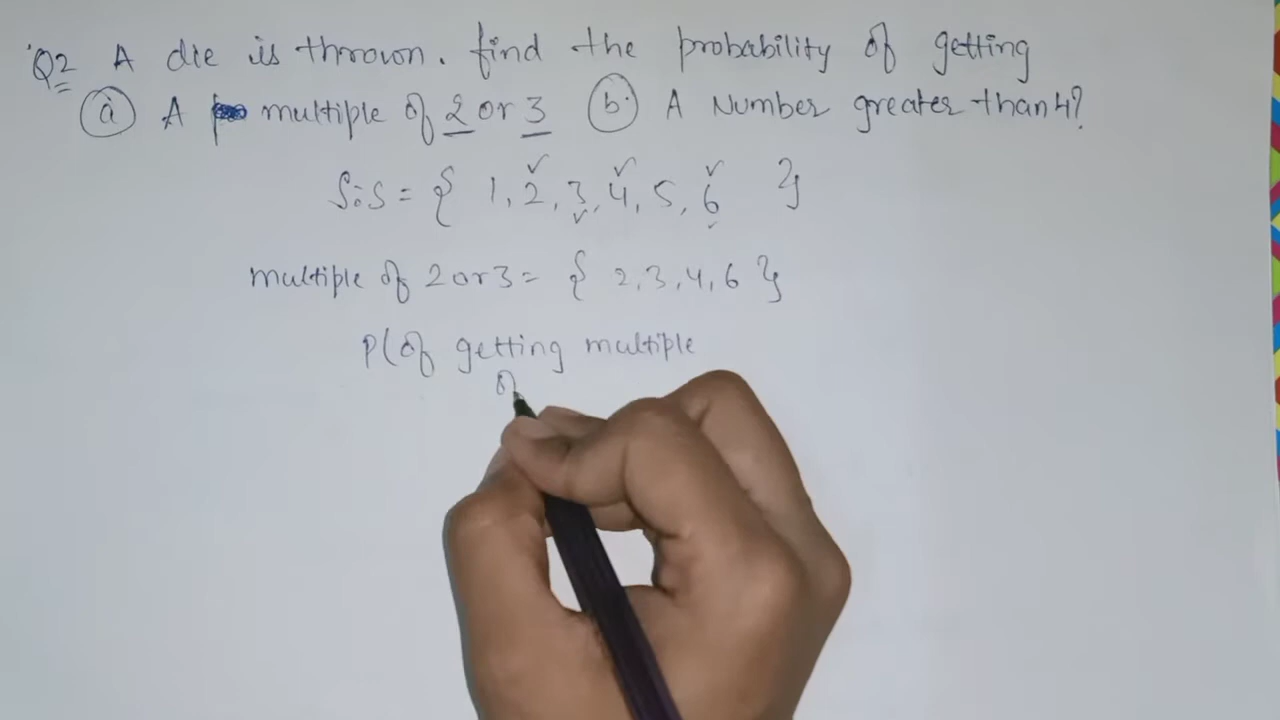 Q2 A die is thrown. find the probability of getting
(a) A multiple of 2 or 3 (b) A Number greater than 4?
S.S = { 1, 2, 3, 4, 5, 6 }
multiple of 2 or 3 = { 2, 3, 4, 6 }
P(of getting multiple
of